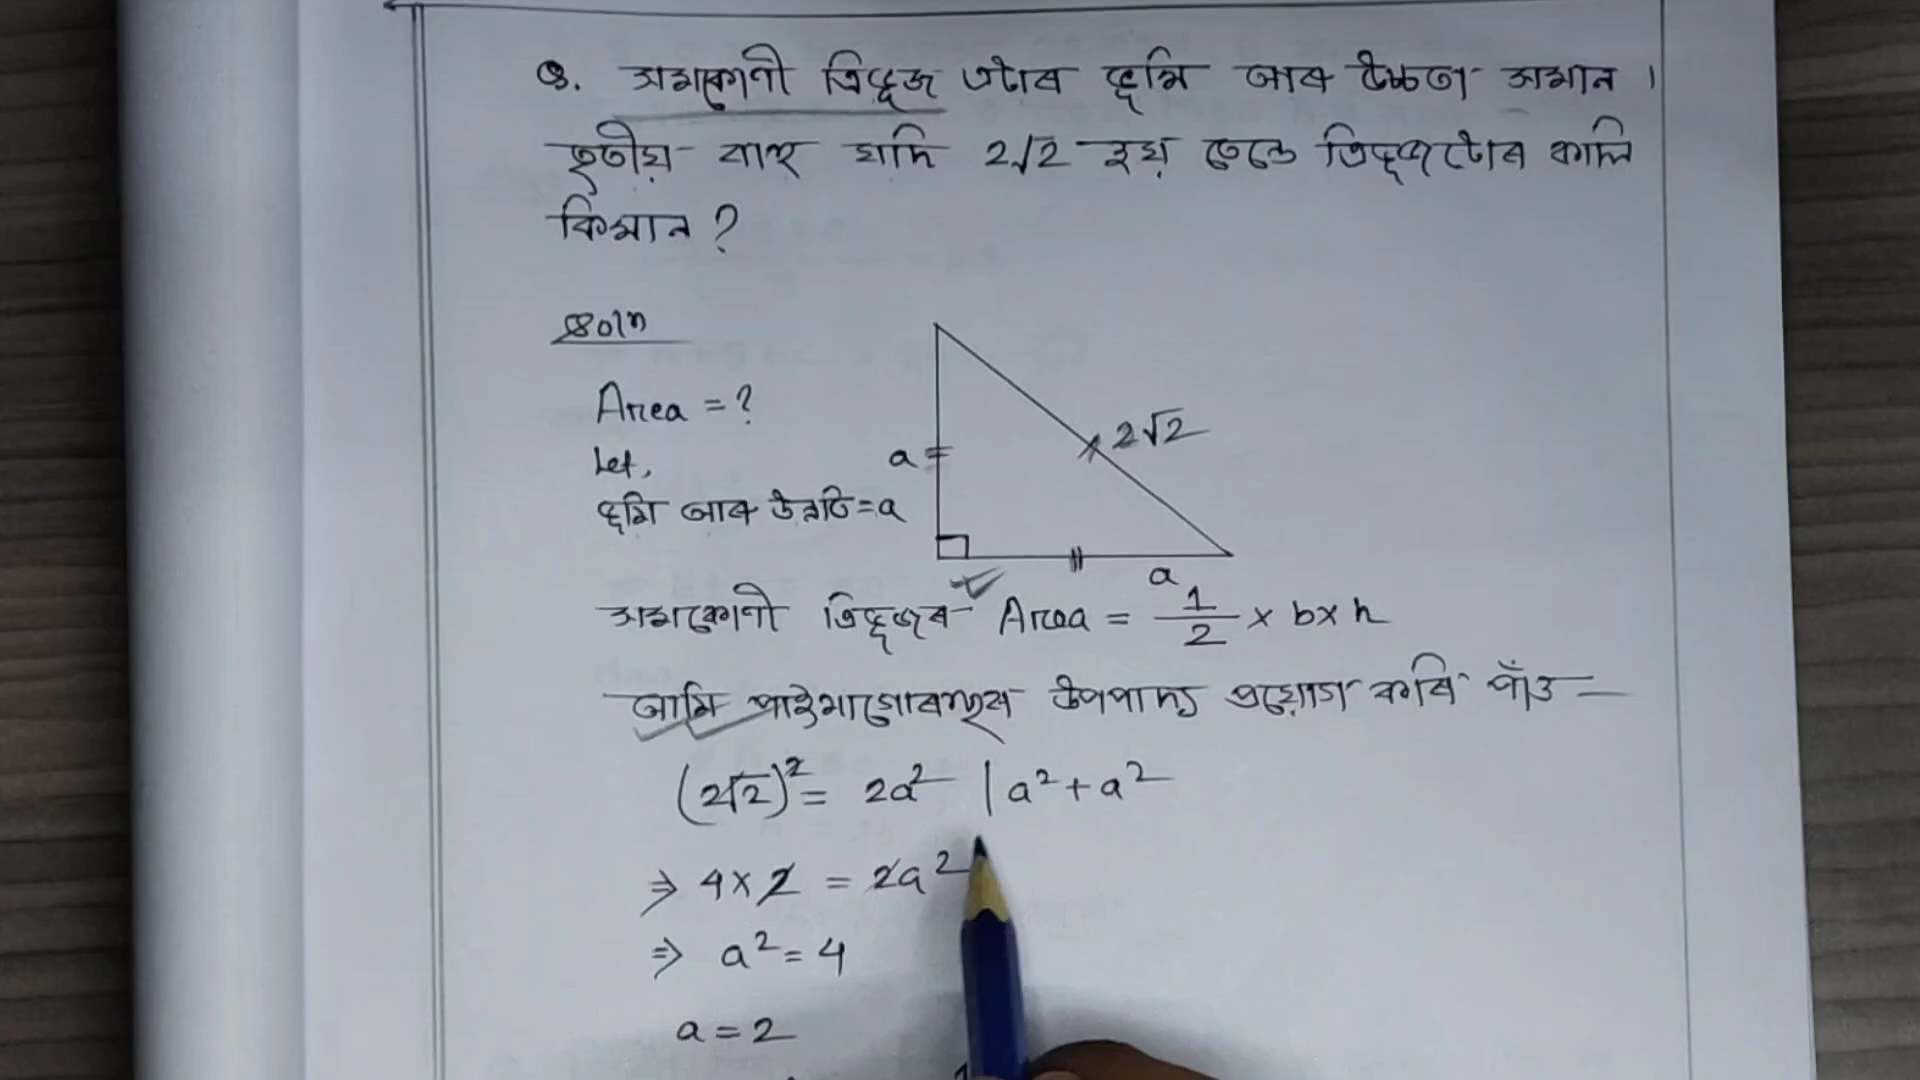 Q. সমকোণী ত্ৰিভুজ এটাৰ ভূমি আৰু উচ্চতা সমান ।
তৃতীয় বাহু যদি 2√2 হয় তেন্তে ত্ৰিভুজটোৰ কালি
কিমান ?
Soln
Area = ?
2√2
Let,
a
ভূমি আৰু উন্নতি = a
a
সমকোণী ত্ৰিভুজৰ Area = 1/2 × b × h
আমি পাইথাগোৰাছৰ উপপাদ্য প্ৰয়োগ কৰি পাঁও –
(2√2)² = 2a² | a² + a²
⇒ 4 × 2 = 2a²
⇒ a² = 4
a = 2